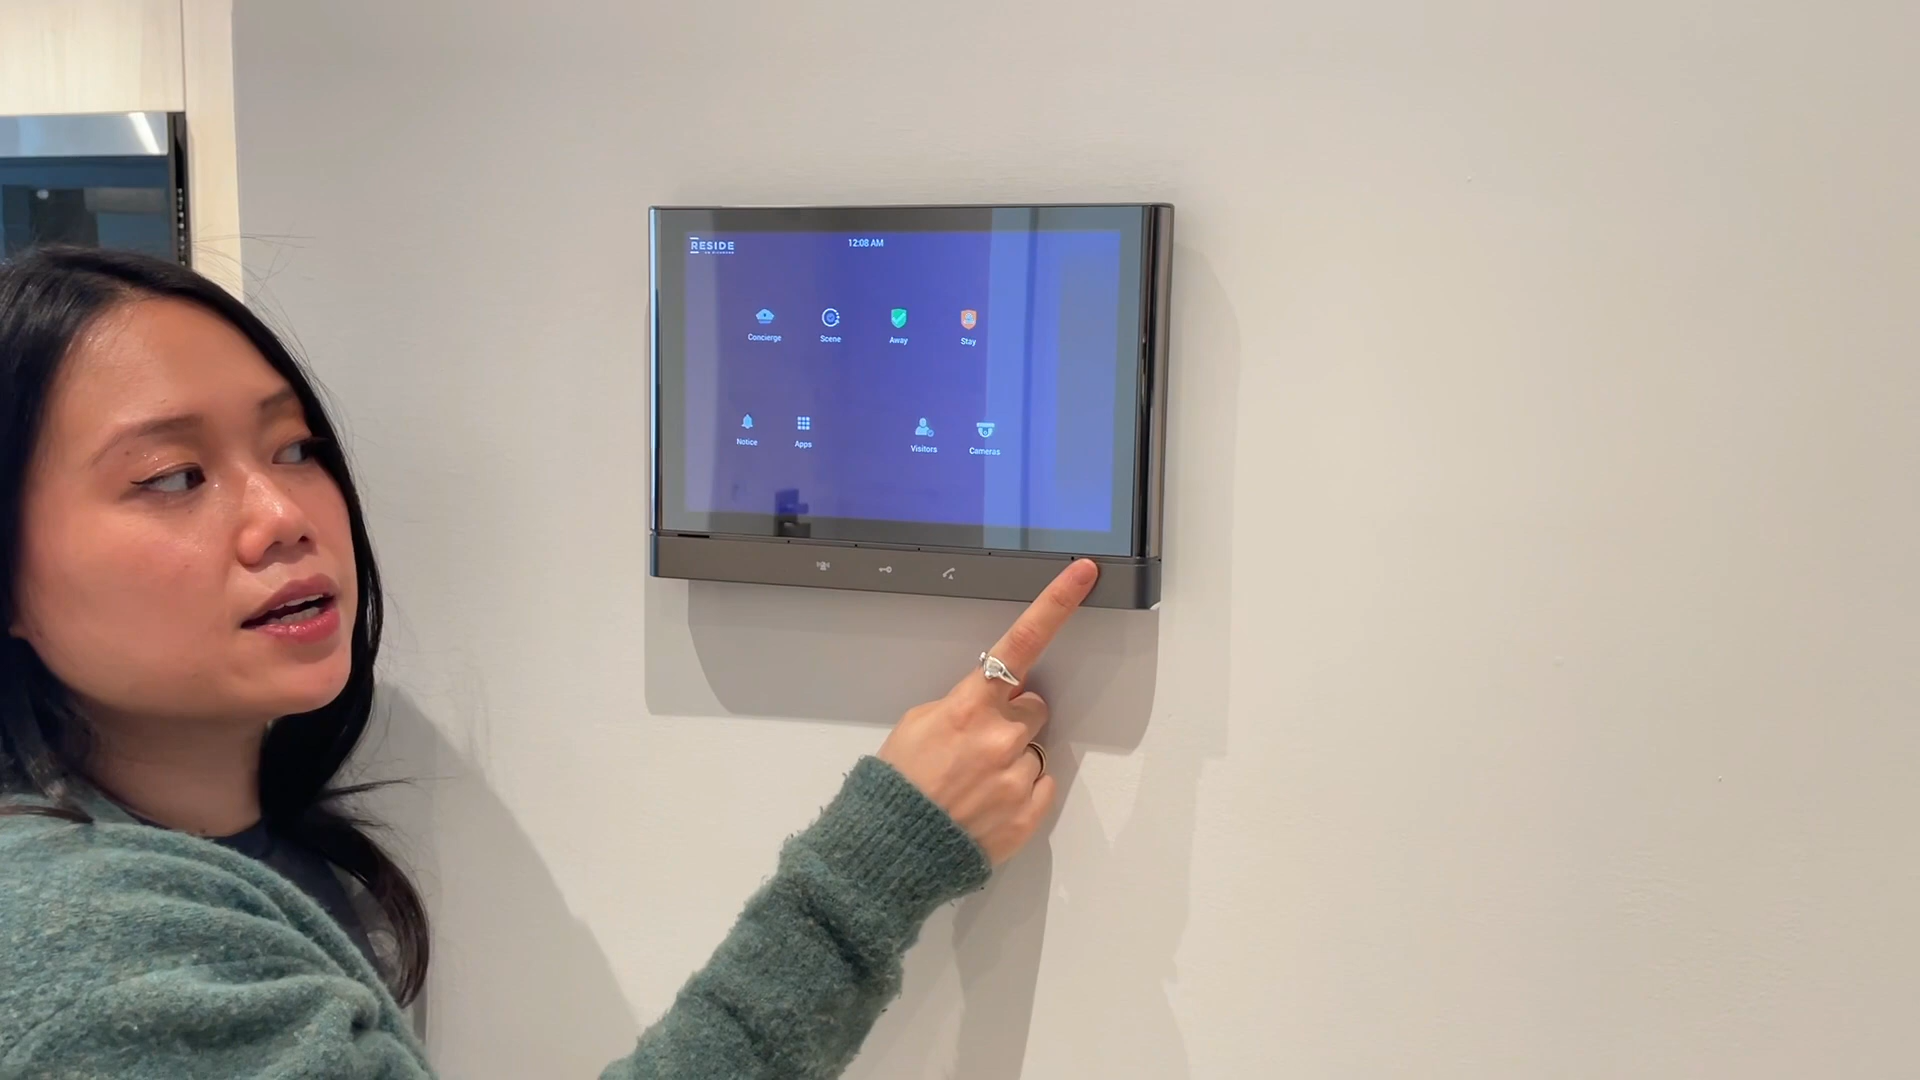 RESIDE
12:08 AM
Concierge
Scene
Away
Stay
Notice
Apps
Visitors
Cameras